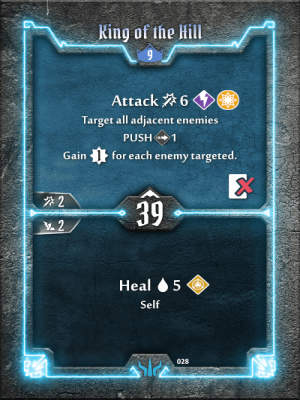 King of the Hill
9
Attack 6
Target all adjacent enemies
PUSH 1
Gain 1 for each enemy targeted.
2
39
2
Heal 5
Self
028